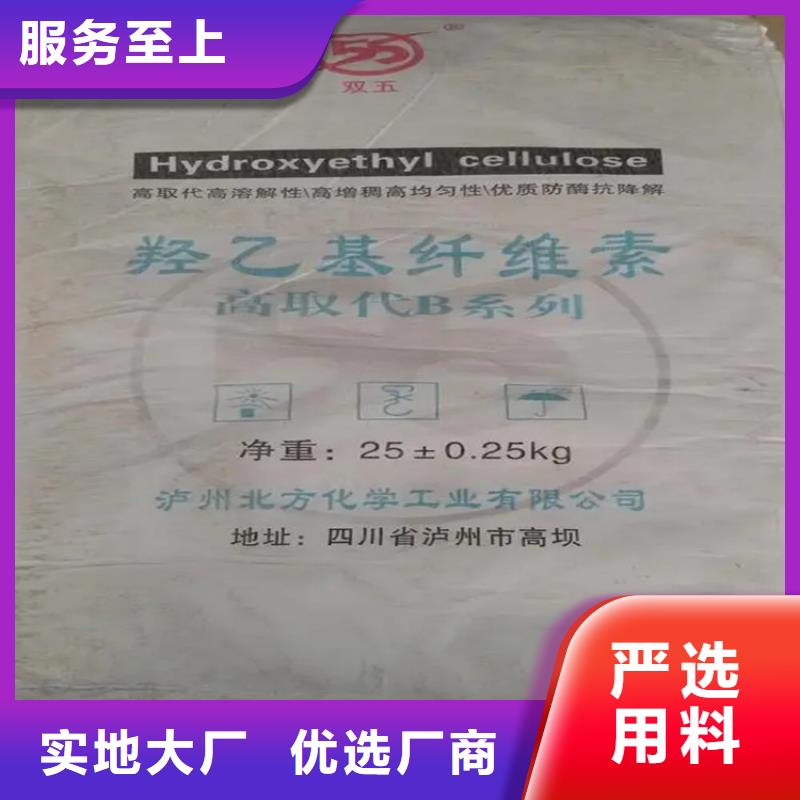 服务至上
55
®
双五
Hydroxyethyl cellulose
高取代高溶解性\高增稠高均匀性\优质防酶抗降解
羟乙基纤维素
高取代B系列
净重：25±0.25kg
泸州北方化学工业有限公司
地址：四川省泸州市高坝
严选
用料
实地大厂 优选厂商